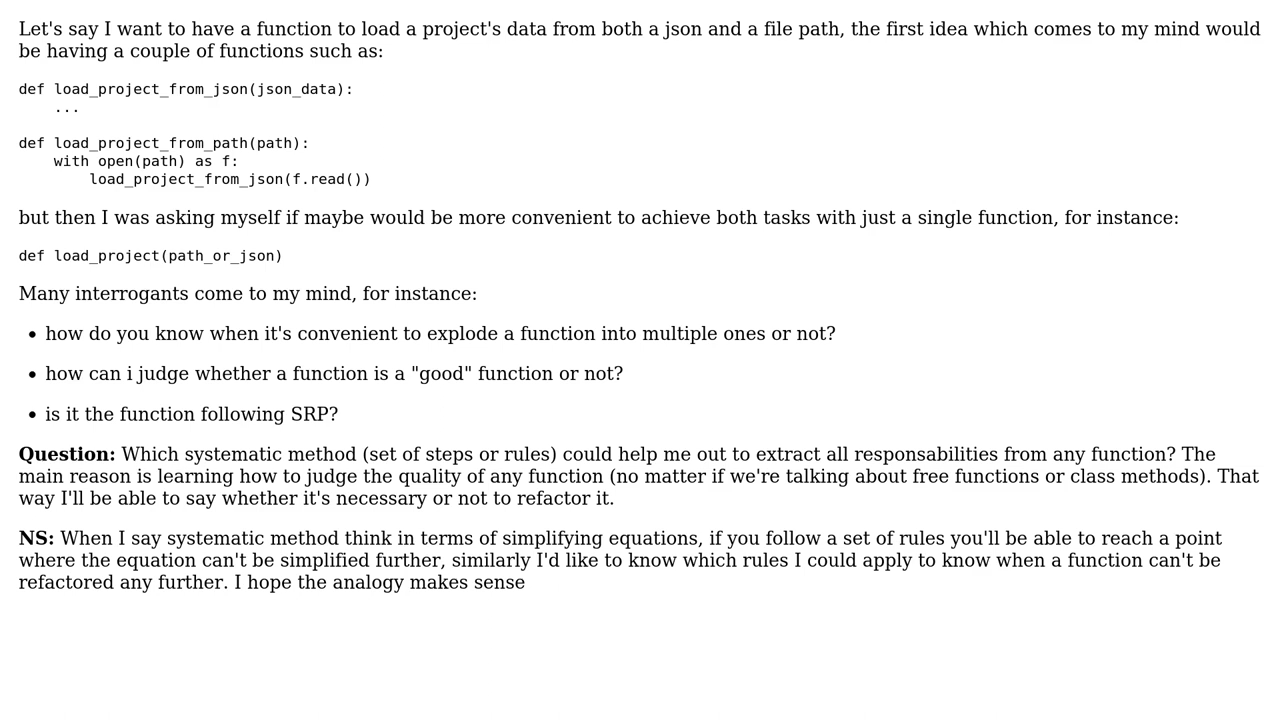 Let's say I want to have a function to load a project's data from both a json and a file path, the first idea which comes to my mind would
be having a couple of functions such as:
def load_project_from_json(json_data):
    ...
def load_project_from_path(path):
    with open(path) as f:
        load_project_from_json(f.read())
but then I was asking myself if maybe would be more convenient to achieve both tasks with just a single function, for instance:
def load_project(path_or_json)
Many interrogants come to my mind, for instance:
• how do you know when it's convenient to explode a function into multiple ones or not?
• how can i judge whether a function is a "good" function or not?
• is it the function following SRP?
Question: Which systematic method (set of steps or rules) could help me out to extract all responsabilities from any function? The
main reason is learning how to judge the quality of any function (no matter if we're talking about free functions or class methods). That
way I'll be able to say whether it's necessary or not to refactor it.
NS: When I say systematic method think in terms of simplifying equations, if you follow a set of rules you'll be able to reach a point
where the equation can't be simplified further, similarly I'd like to know which rules I could apply to know when a function can't be
refactored any further. I hope the analogy makes sense